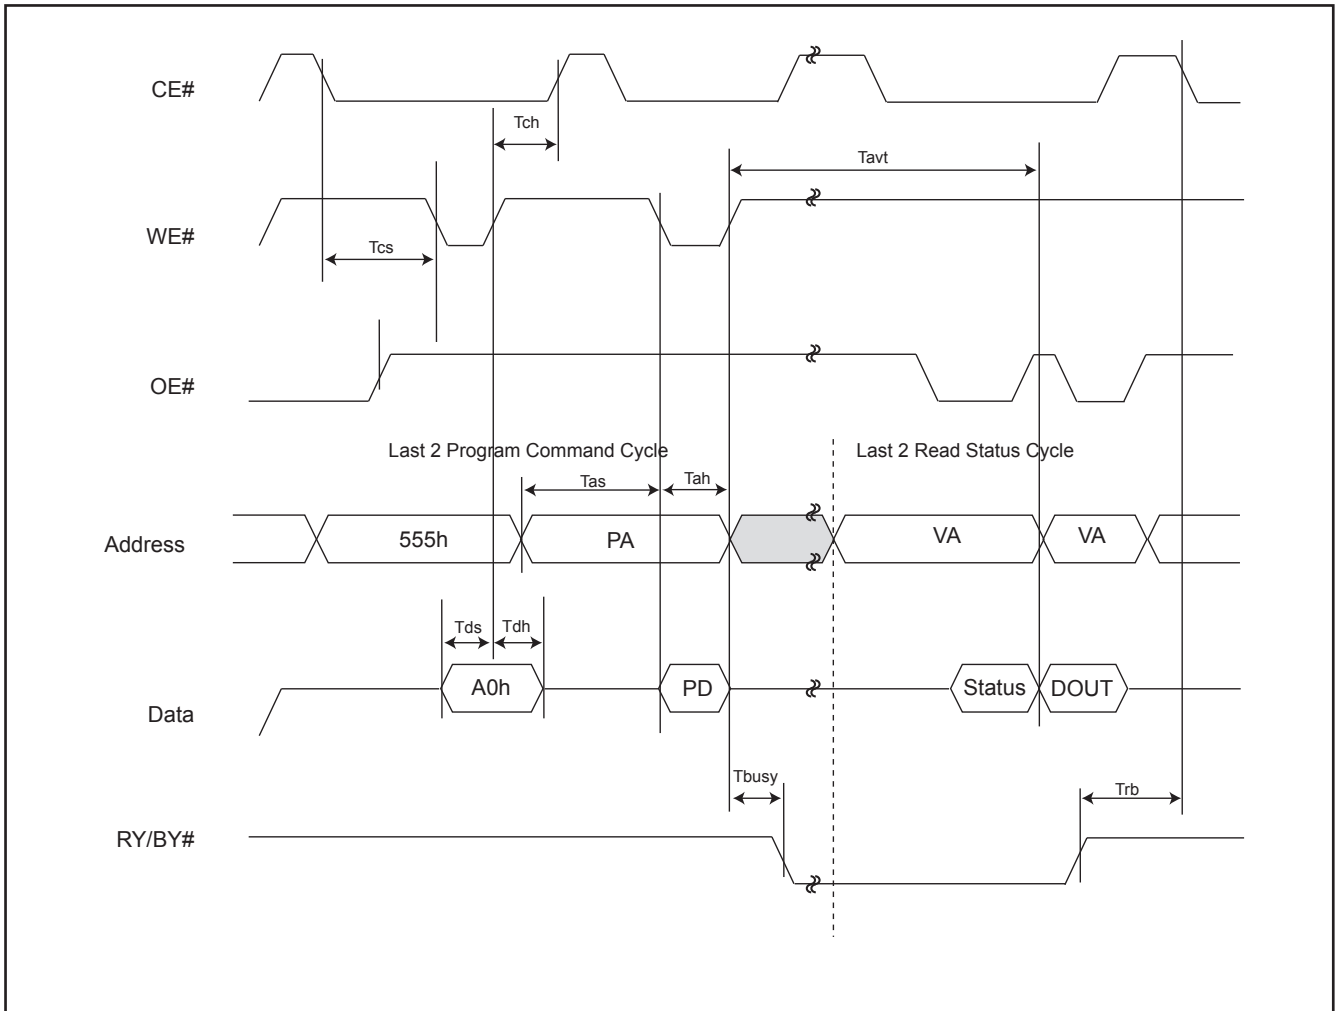 CE#
Tch
Tavt
WE#
Tcs
OE#
Last 2 Program Command Cycle
Last 2 Read Status Cycle
Tas
Tah
Address
555h
PA
VA
VA
Tds
Tdh
A0h
PD
Status
DOUT
Data
Tbusy
Trb
RY/BY#